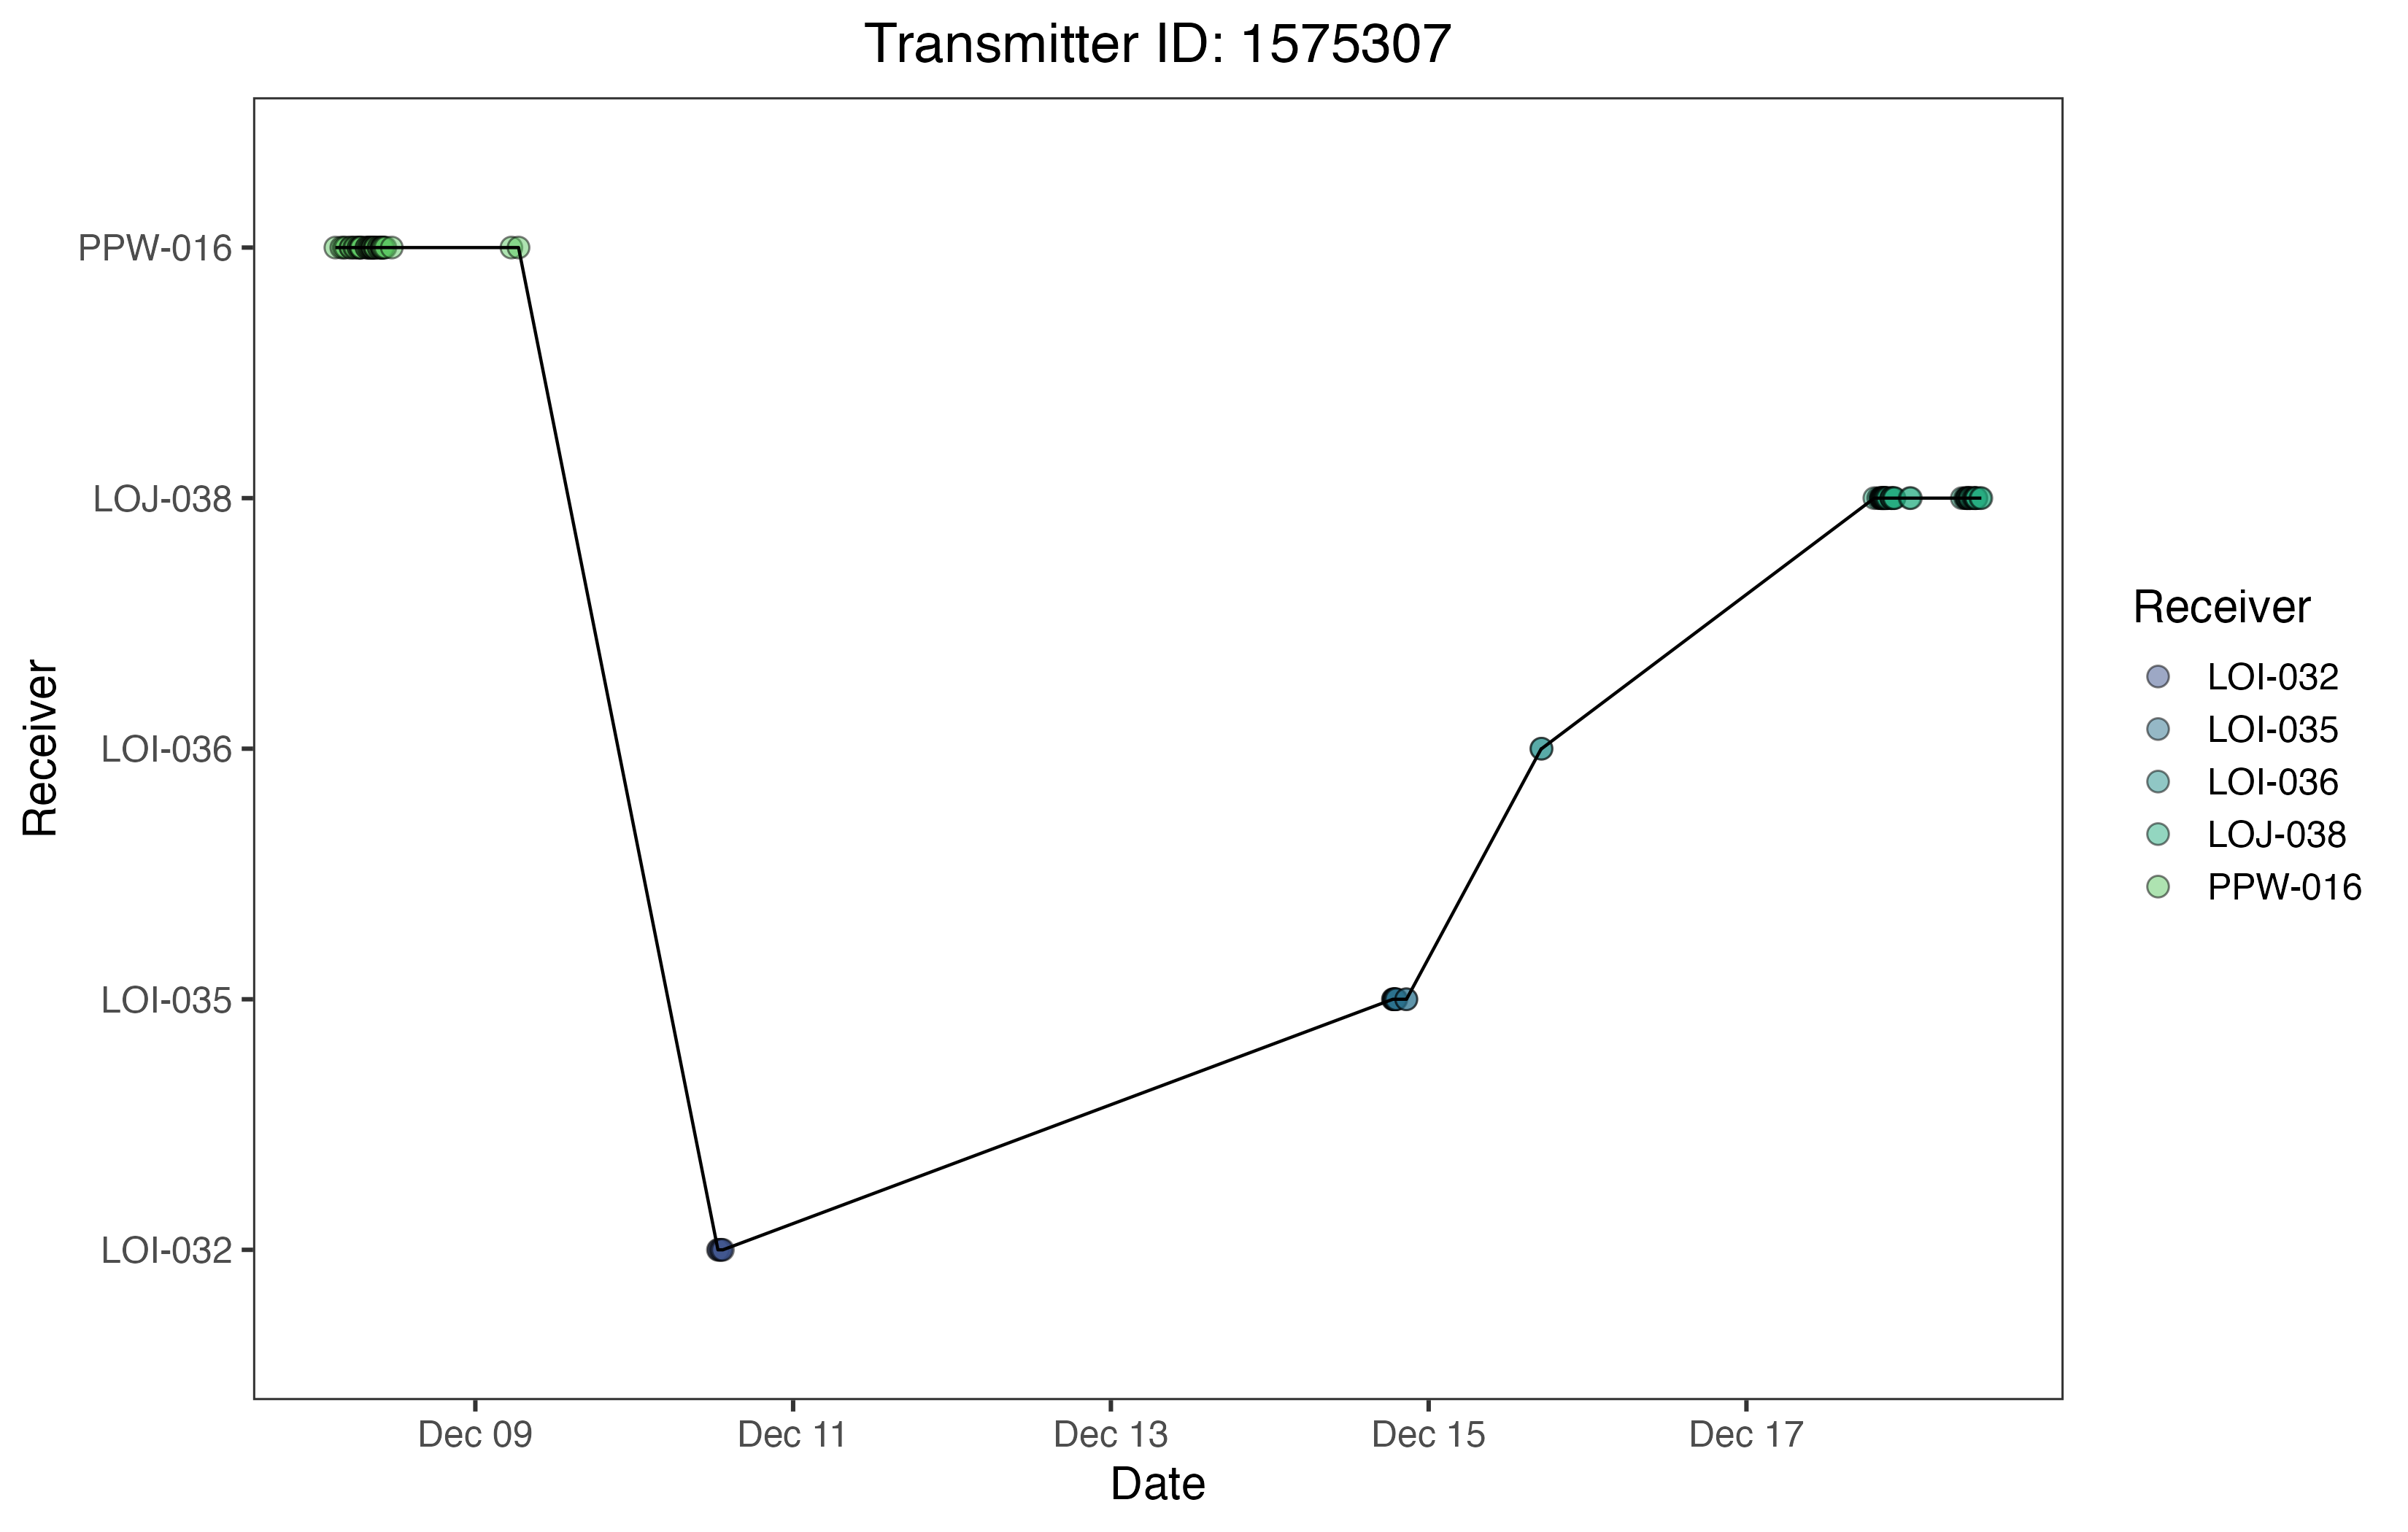 Transmitter ID: 1575307
Receiver
PPW-016
LOJ-038
LOI-036
LOI-035
LOI-032
Dec 09
Dec 11
Dec 13
Dec 15
Dec 17
Date
Receiver
LOI-032
LOI-035
LOI-036
LOJ-038
PPW-016